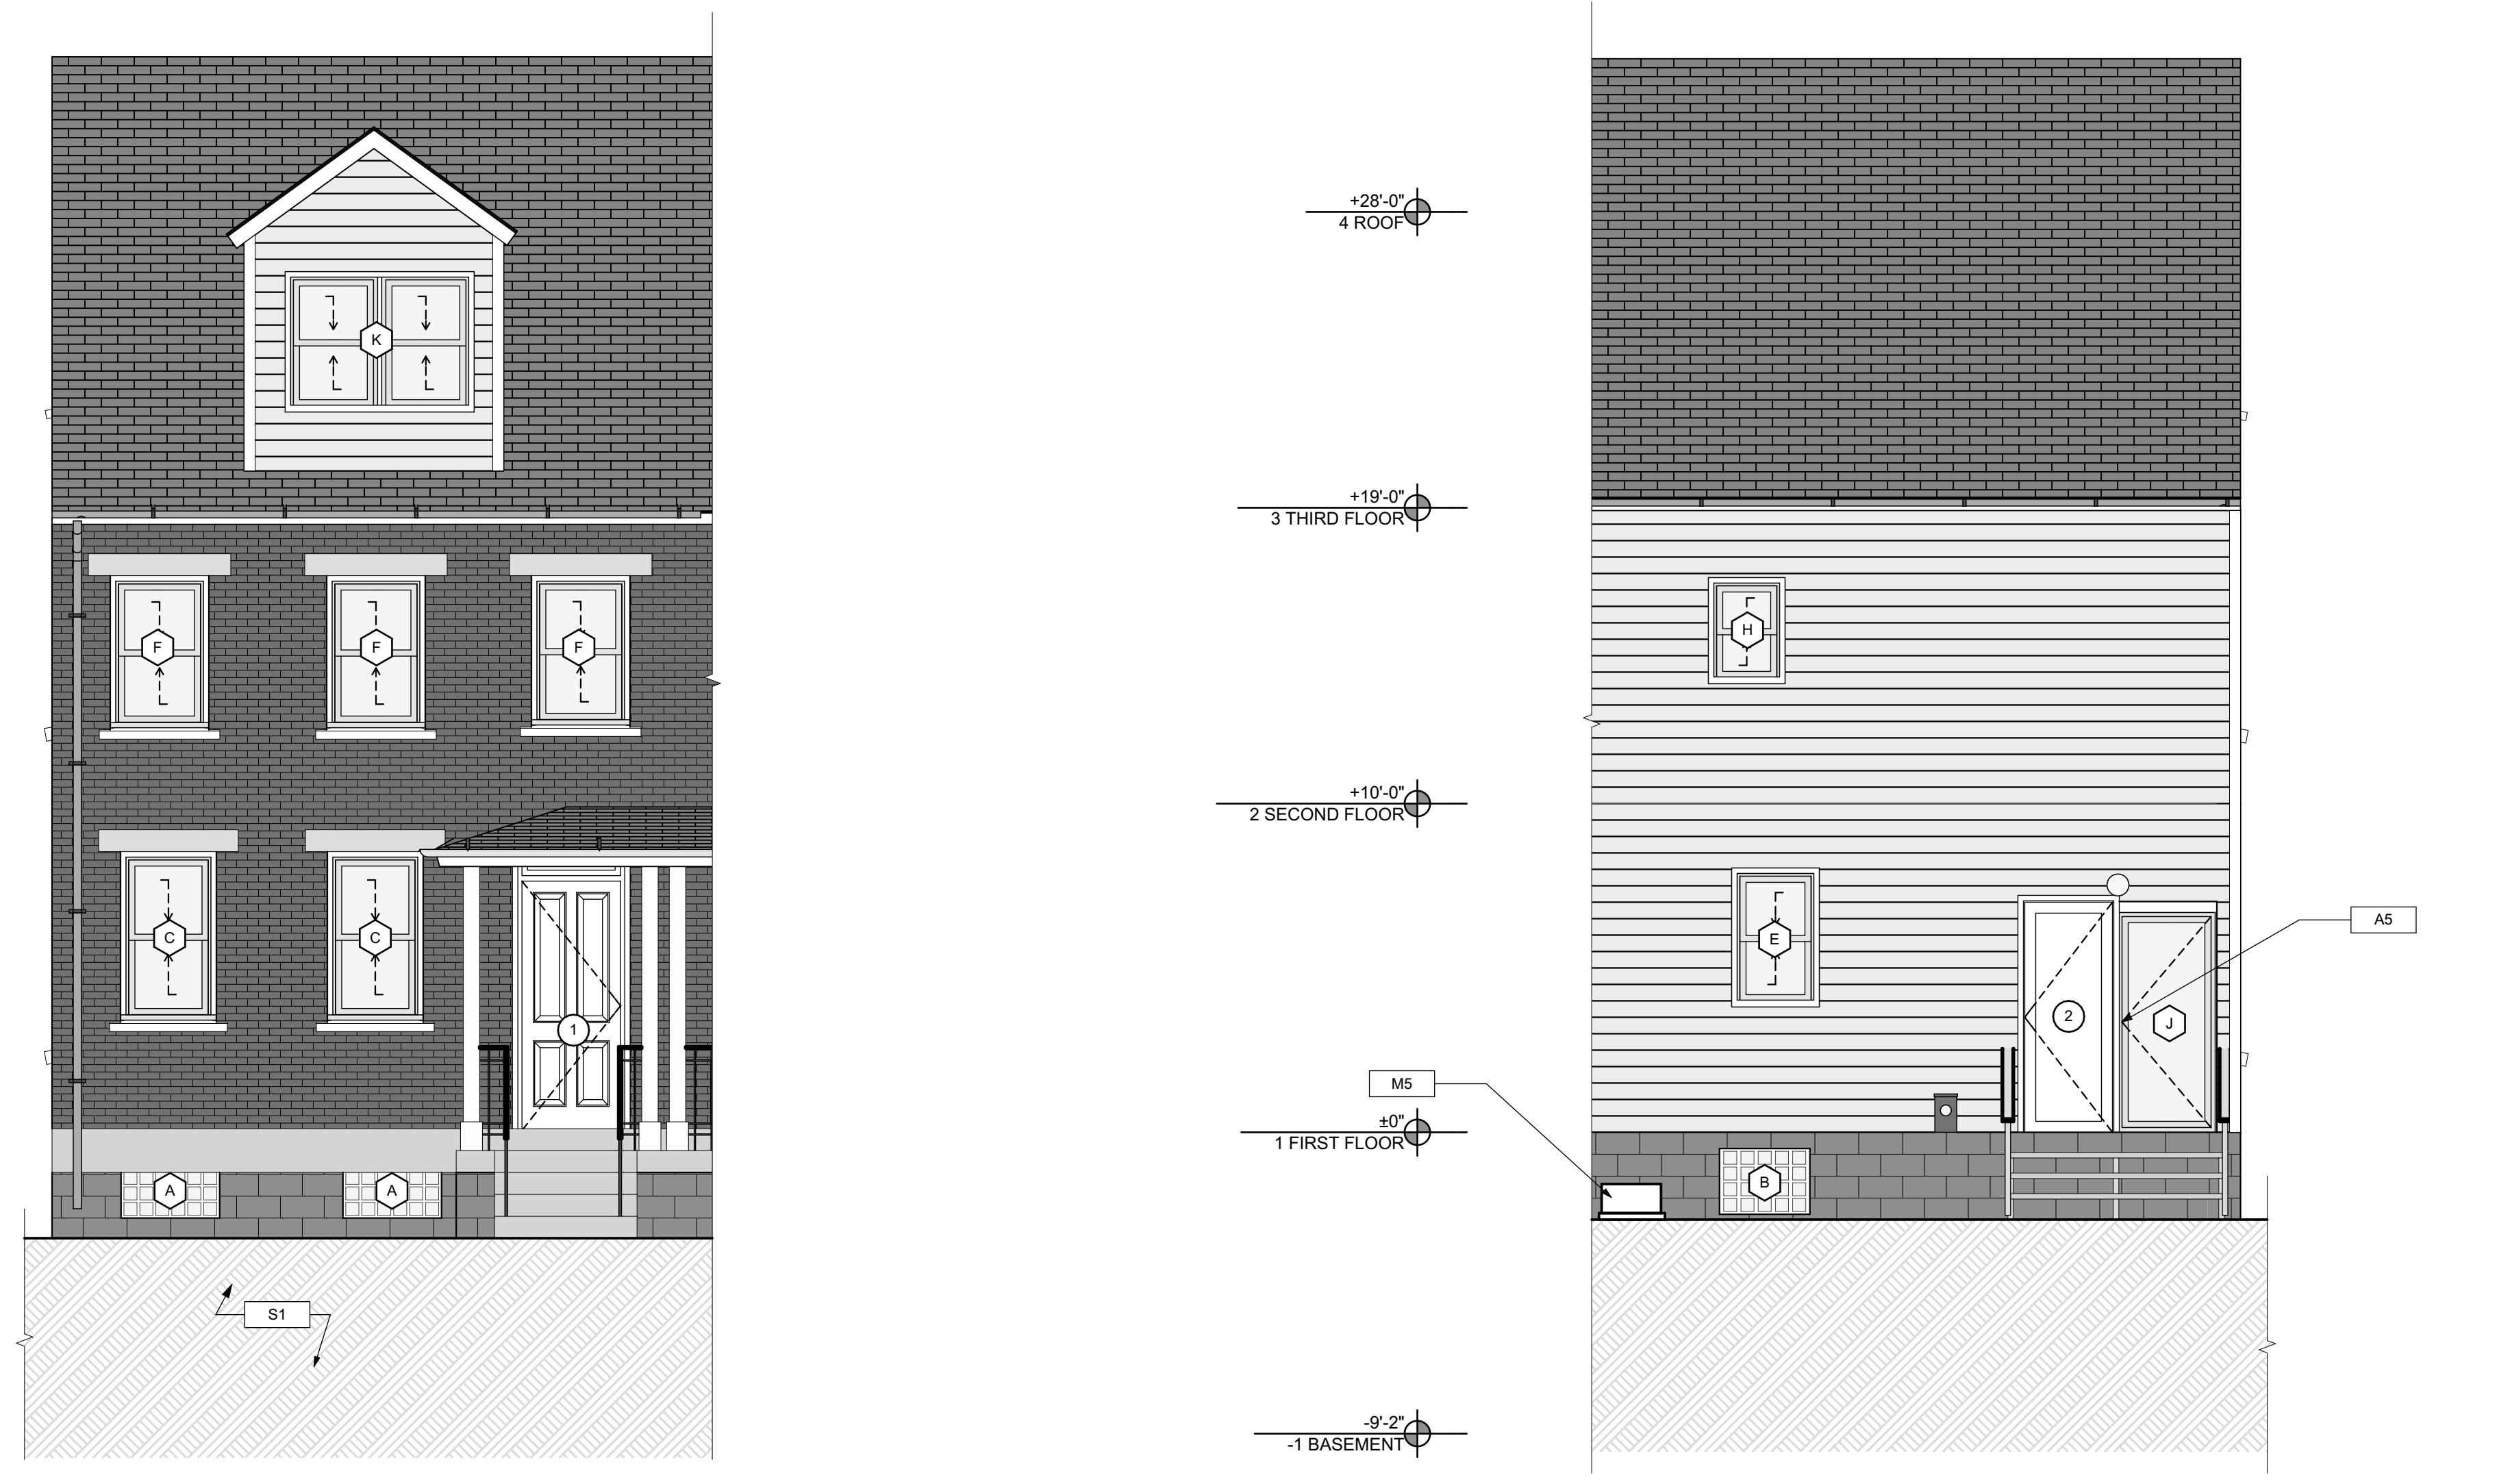 K
F
F
F
C
C
1
A
A
S1
+28'-0"
4 ROOF
+19'-0"
3 THIRD FLOOR
+10'-0"
2 SECOND FLOOR
±0"
1 FIRST FLOOR
-9'-2"
-1 BASEMENT
H
E
2
J
A5
M5
B